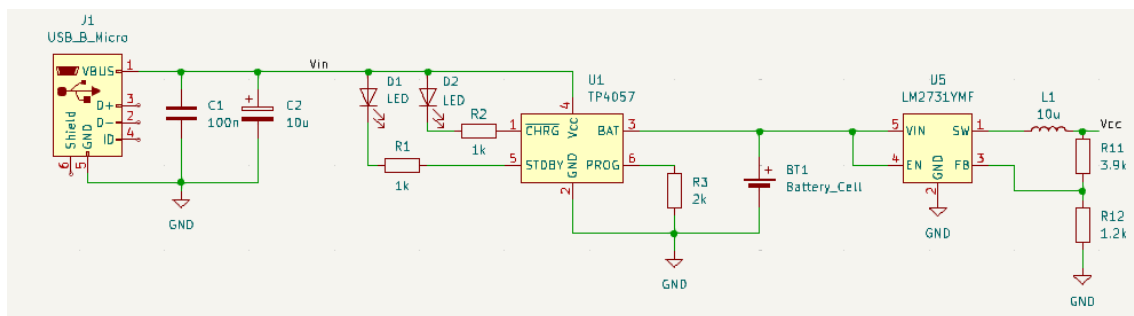 J1
USB_B_Micro
VBUS
1
D+
3
D-
2
ID
4
Shield
GND
6
5
C1
100n
C2
10u
GND
Vin
D1
LED
D2
LED
R2
1k
R1
1k
U1
TP4057
4
Vcc
1
CHRG
BAT
3
5
STDBY
GND
PROG
6
2
R3
2k
GND
BT1
Battery_Cell
U5
LM2731YMF
5
VIN
SW
1
4
EN
GND
FB
3
2
GND
L1
10u
Vcc
R11
3.9k
R12
1.2k
GND